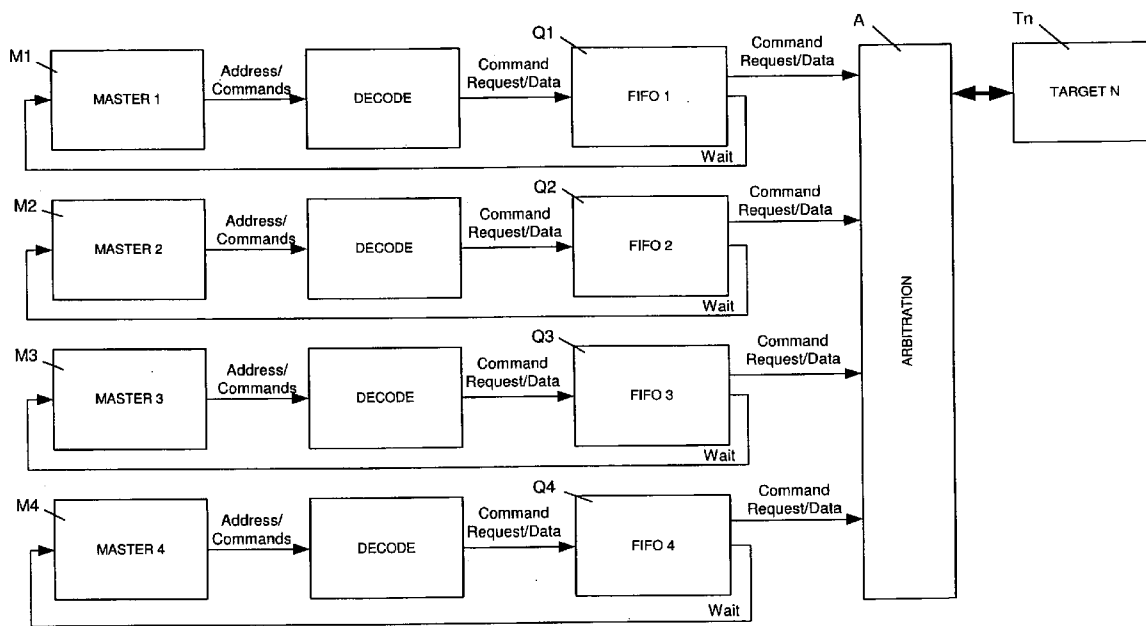 A
Tn
Q1
M1
Command
Request/Data
Address/
Commands
Command
Request/Data
MASTER 1
DECODE
FIFO 1
TARGET N
Wait
Q2
M2
Command
Request/Data
Address/
Commands
Command
Request/Data
MASTER 2
DECODE
FIFO 2
Wait
ARBITRATION
Q3
M3
Command
Request/Data
Address/
Commands
Command
Request/Data
MASTER 3
DECODE
FIFO 3
Wait
Q4
M4
Command
Request/Data
Address/
Commands
Command
Request/Data
MASTER 4
DECODE
FIFO 4
Wait